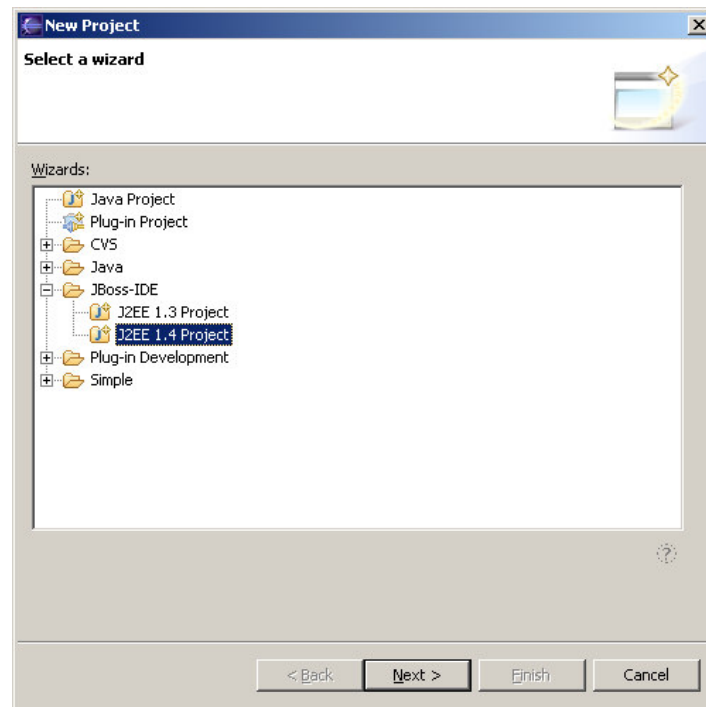 New Project
Select a wizard
Wizards:
Java Project
Plug-in Project
CVS
Java
JBoss-IDE
J2EE 1.3 Project
J2EE 1.4 Project
Plug-in Development
Simple
?
< Back Next > Finish Cancel